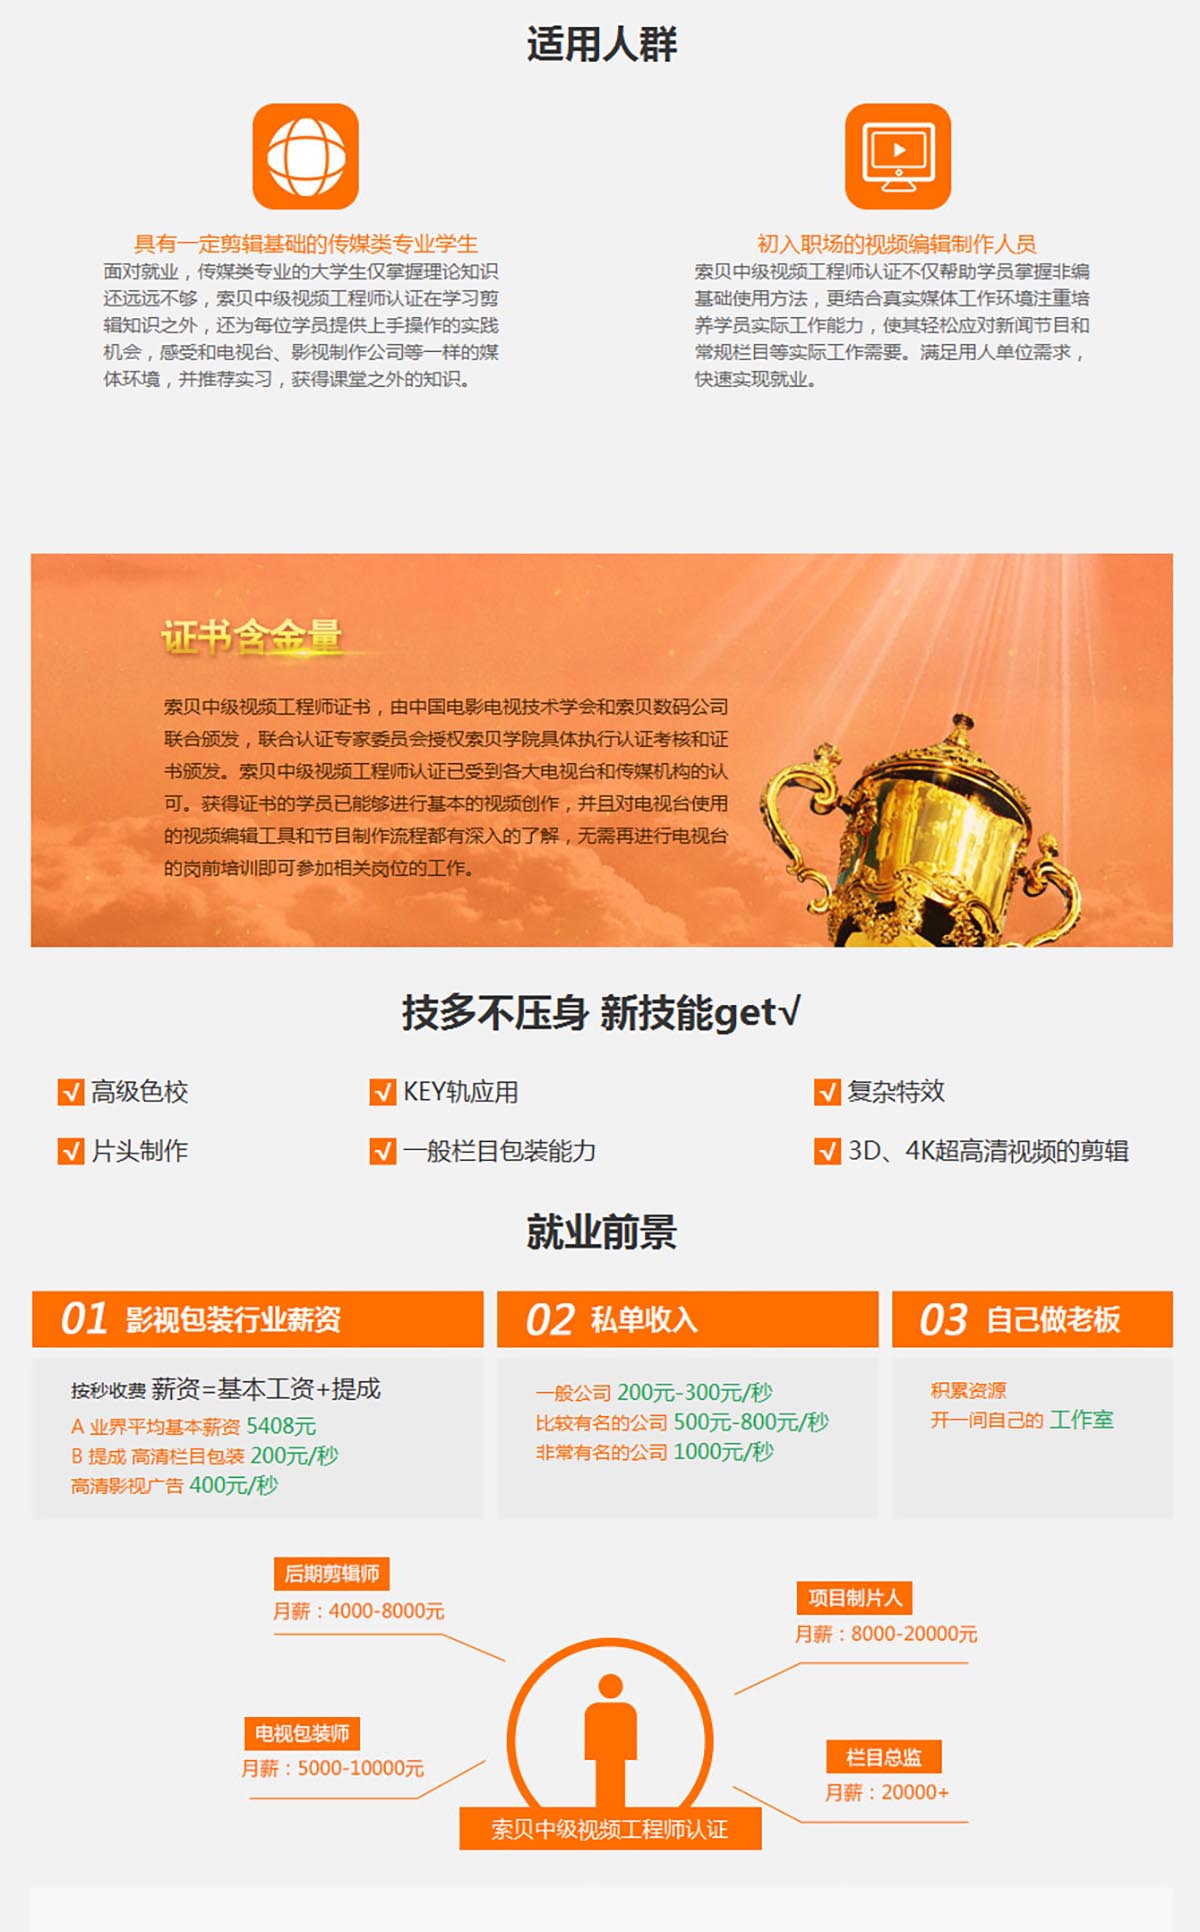 适用人群
具有一定剪辑基础的传媒类专业学生
面对就业，传媒类专业的大学生仅掌握理论知识
还远远不够，索贝中级视频工程师认证在学习剪
辑知识之外，还为每位学员提供上手操作的实践
机会，感受和电视台、影视制作公司等一样的媒
体环境，并推荐实习，获得课堂之外的知识。
初入职场的视频编辑制作人员
索贝中级视频工程师认证不仅帮助学员掌握非编
基础使用方法，更结合真实媒体工作环境注重培
养学员实际工作能力，使其轻松应对新闻节目和
常规栏目等实际工作需要。满足用人单位需求，
快速实现就业。
证书含金量
索贝中级视频工程师证书，由中国电影电视技术学会和索贝数码公司
联合颁发，联合认证专家委员会授权索贝学院具体执行认证考核和证
书颁发。索贝中级视频工程师认证已受到各大电视台和传媒机构的认
可。获得证书的学员已能够进行基本的视频创作，并且对电视台使用
的视频编辑工具和节目制作流程都有深入的了解，无需再进行电视台
的岗前培训即可参加相关岗位的工作。
技多不压身 新技能get√
√ 高级色校
√ KEY轨应用
√ 复杂特效
√ 片头制作
√ 一般栏目包装能力
√ 3D、4K超高清视频的剪辑
就业前景
01 影视包装行业薪资
按秒收费 薪资=基本工资+提成
A 业界平均基本薪资 5408元
B 提成 高清栏目包装 200元/秒
高清影视广告 400元/秒
02 私单收入
一般公司 200元-300元/秒
比较有名的公司 500元-800元/秒
非常有名的公司 1000元/秒
03 自己做老板
积累资源
开一间自己的 工作室
后期剪辑师
月薪：4000-8000元
项目制片人
月薪：8000-20000元
电视包装师
月薪：5000-10000元
栏目总监
月薪：20000+
索贝中级视频工程师认证